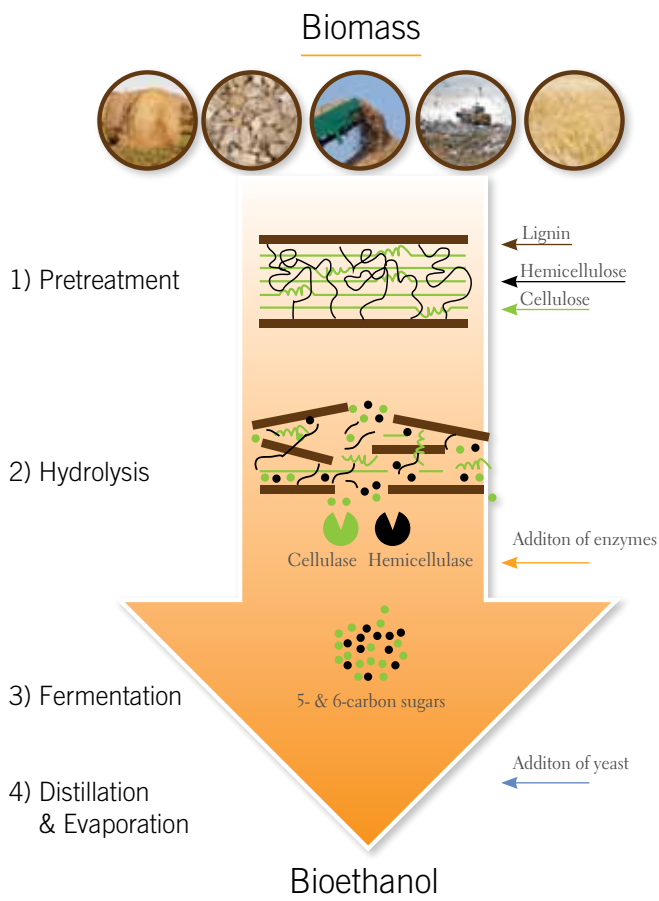 Biomass
Lignin
1) Pretreatment
Hemicellulose
Cellulose
2) Hydrolysis
Cellulase Hemicellulase
Additon of enzymes
3) Fermentation
5- & 6-carbon sugars
Additon of yeast
4) Distillation
& Evaporation
Bioethanol